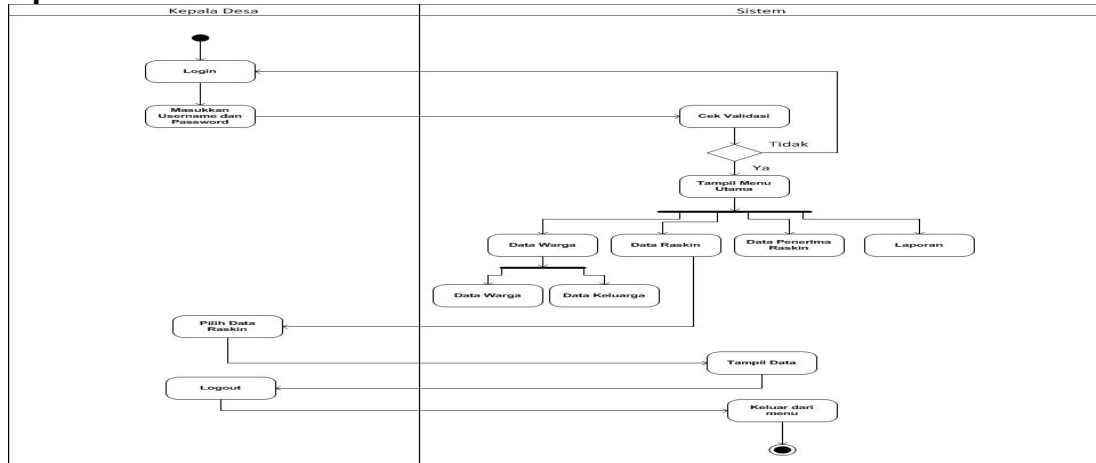 Kepala Desa
Sistem
Login
Masukkan
Username dan
Password
Cek Validasi
Tidak
Ya
Tampil Menu
Utama
Data Warga
Data Raskin
Data Penerima
Raskin
Laporan
Data Warga
Data Keluarga
Pilih Data
Raskin
Tampil Data
Logout
Keluar dari
menu